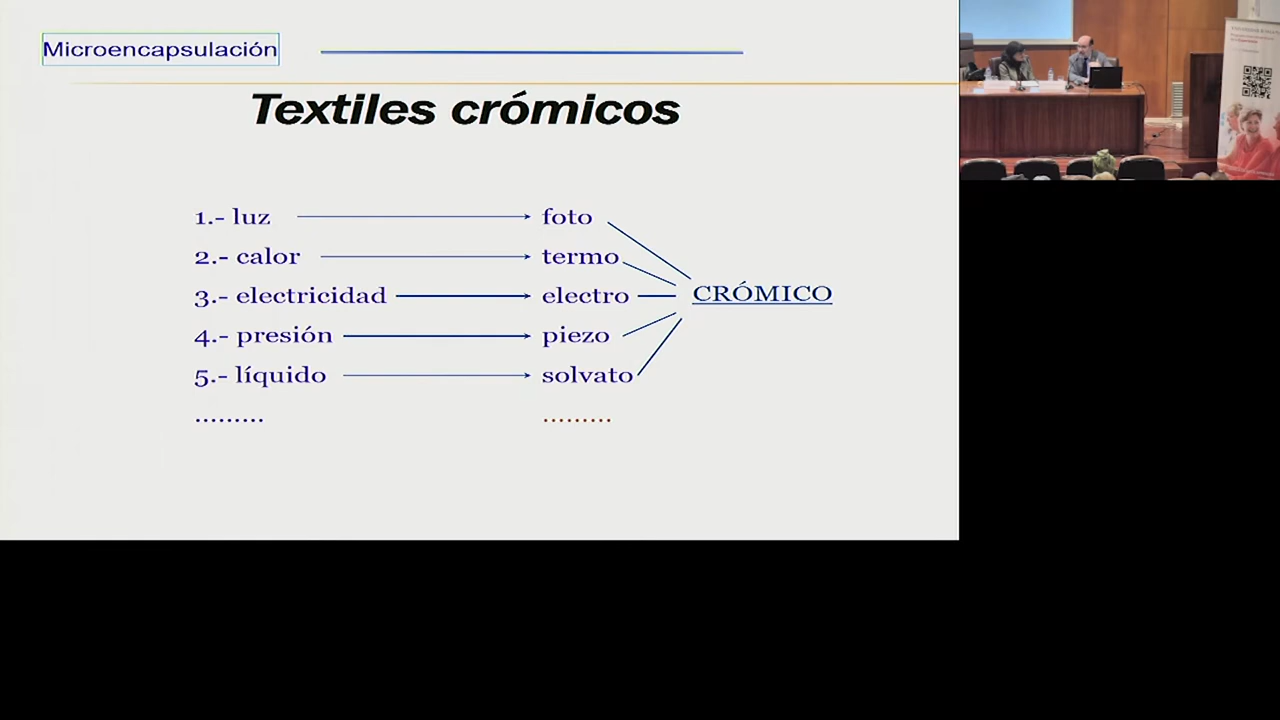 Microencapsulación
Textiles crómicos
1.- luz foto
2.- calor termo
3.- electricidad electro CRÓMICO
4.- presión piezo
5.- líquido solvato
......... .........